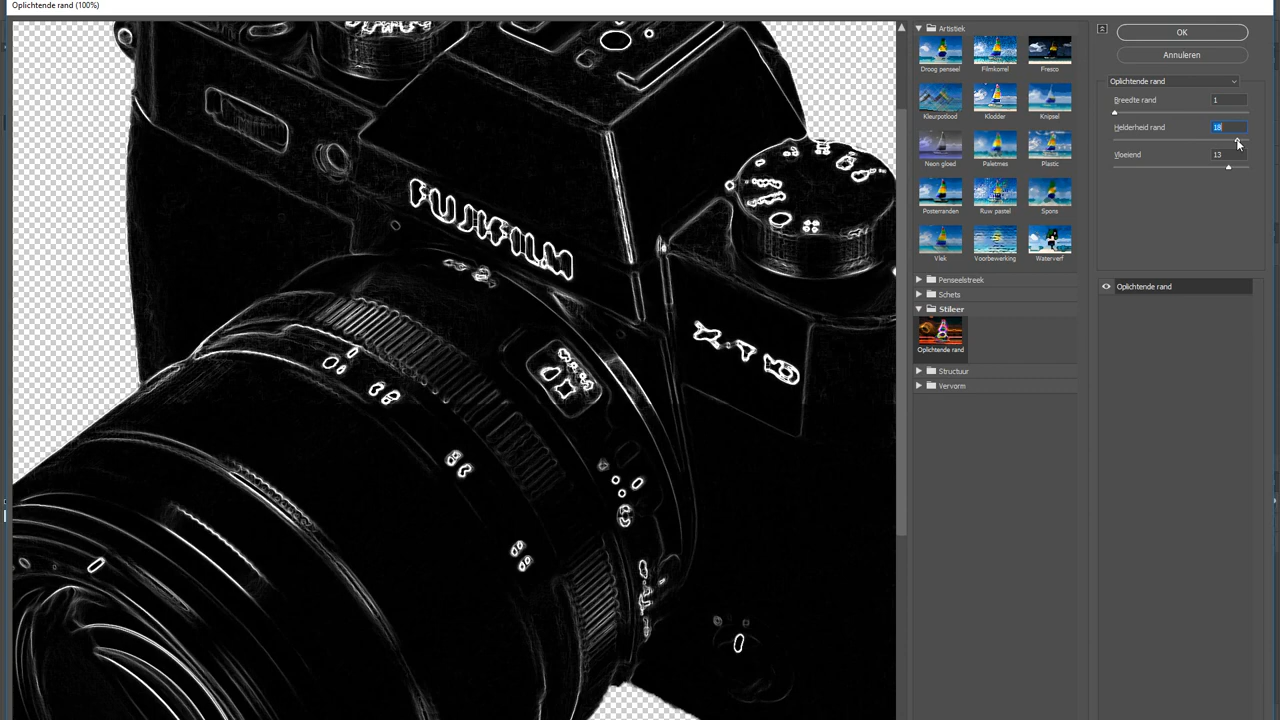 Oplichtende rand (100%)
FUJIFILM
X-T3
Artistiek
Droog penseel
Filmkorrel
Fresco
Kleurpotlood
Klodder
Knipsel
Neon gloed
Paletmes
Plastic
Posterranden
Ruw pastel
Spons
Vlek
Voorbewerking
Waterverf
Penseelstreek
Schets
Stileer
Oplichtende rand
Structuur
Vervorm
OK
Annuleren
Oplichtende rand
Breedte rand 1
Helderheid rand 18
Vloeiend 13
Oplichtende rand